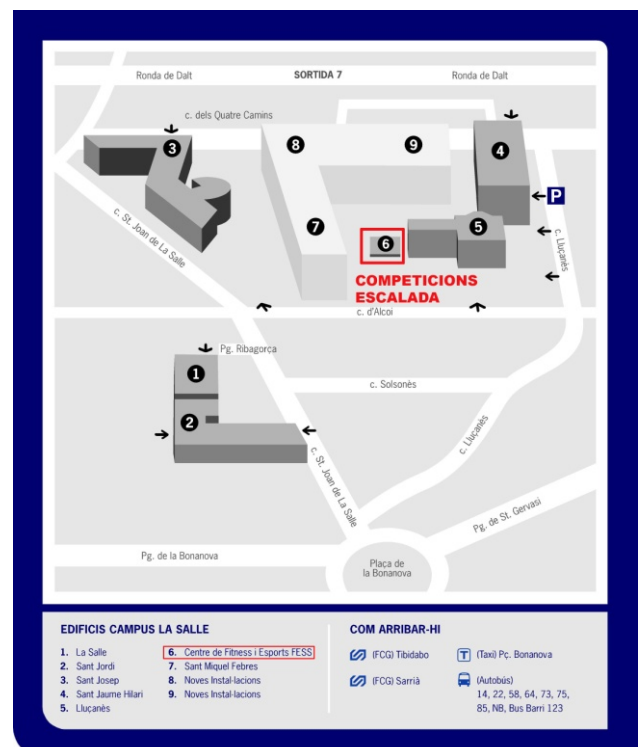 Ronda de Dalt
SORTIDA 7
Ronda de Dalt
c. dels Quatre Camins
3
8
9
4
P
c. St. Joan de La Salle
7
6
5
c. Lluçanès
COMPETICIONS
ESCALADA
c. d'Alcoi
Pg. Ribagorça
1
c. Solsonès
2
c. Lluçanès
c. St. Joan de La Salle
Pg. de St. Gervasi
Pg. de la Bonanova
Plaça de
la Bonanova
EDIFICIS CAMPUS LA SALLE
1. La Salle
2. Sant Jordi
3. Sant Josep
4. Sant Jaume Hilari
5. Lluçanès
6. Centre de Fitness i Esports FESS
7. Sant Miquel Febres
8. Noves Instal·lacions
9. Noves Instal·lacions
COM ARRIBAR-HI
(FCG) Tibidabo
(FCG) Sarrià
T (Taxi) Pç. Bonanova
(Autobús)
14, 22, 58, 64, 73, 75,
85, NB, Bus Barri 123